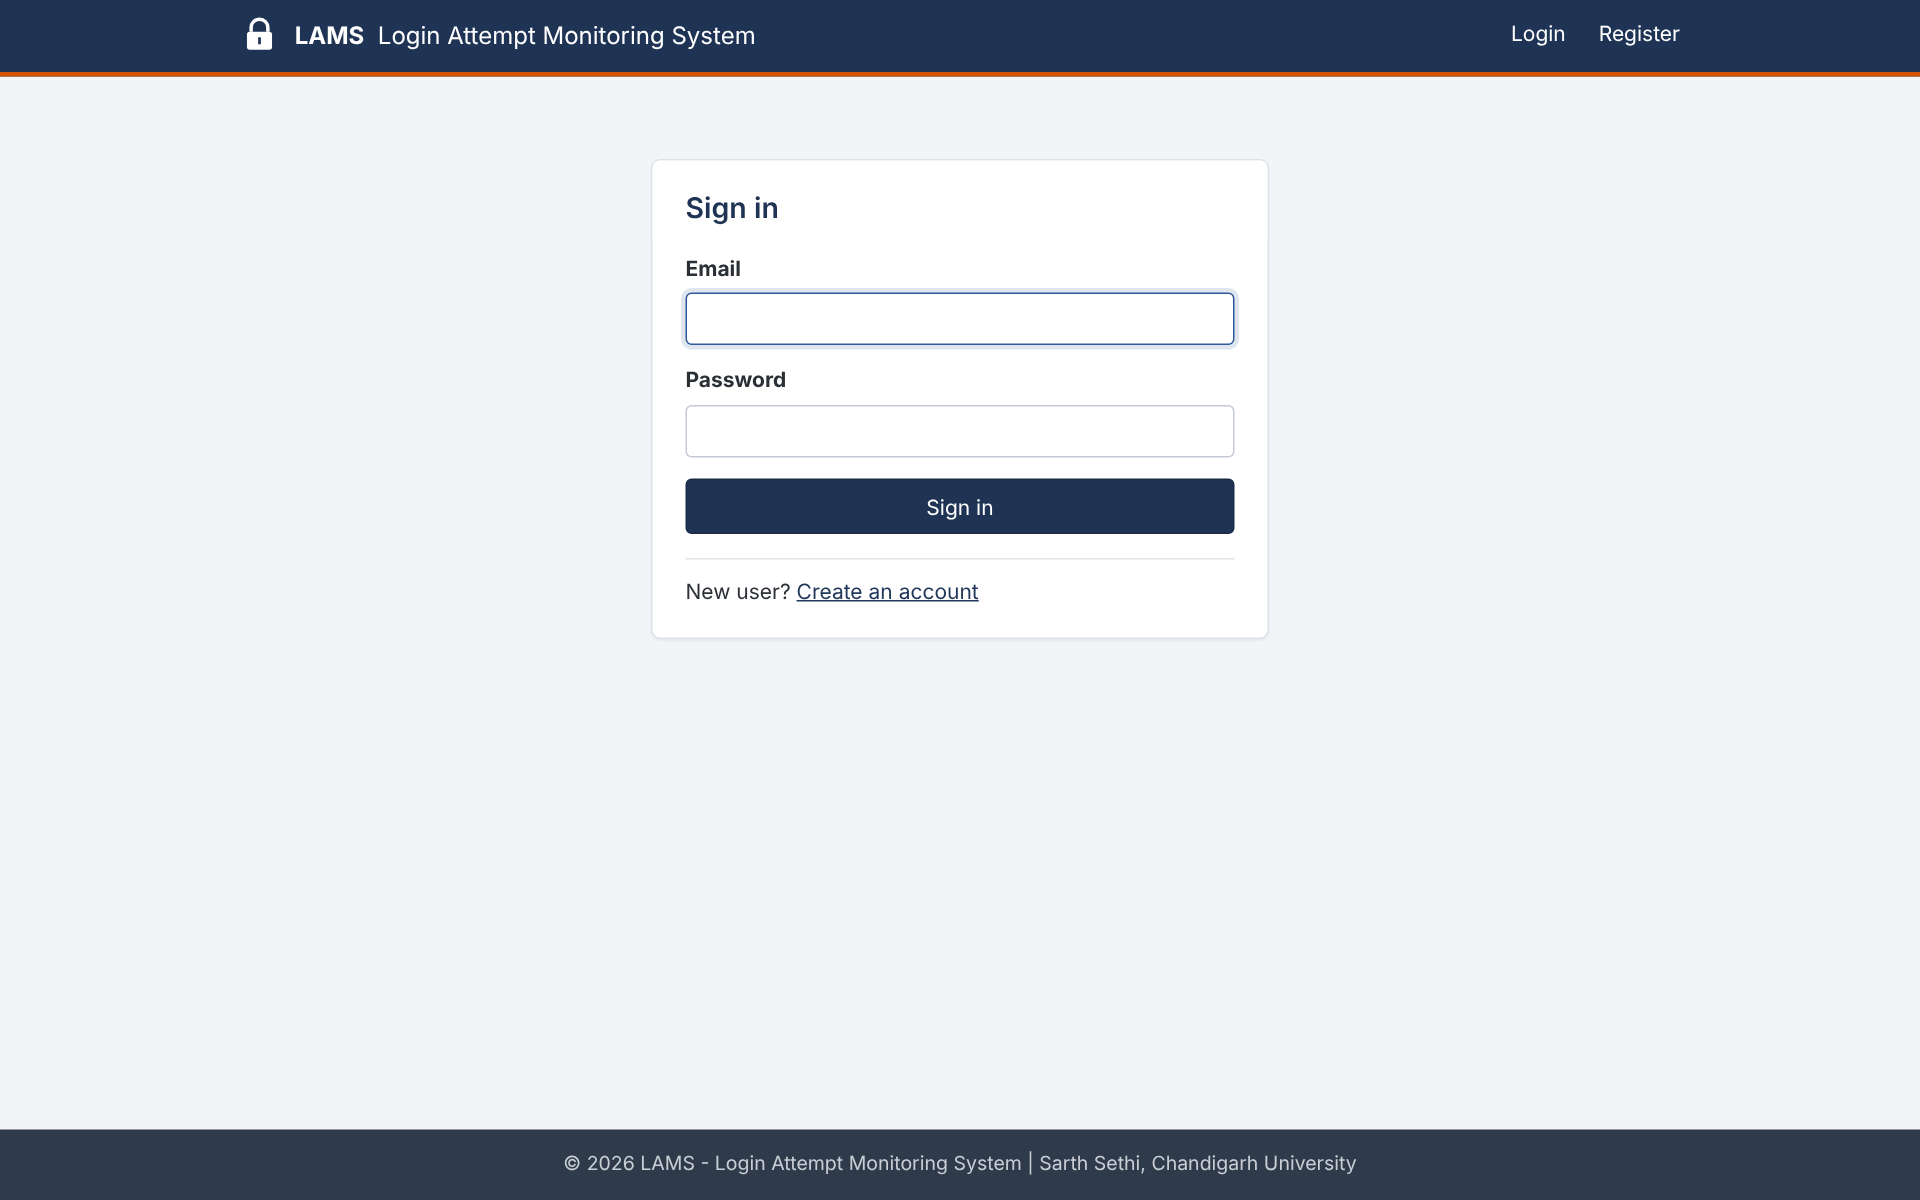 LAMS Login Attempt Monitoring System
Login Register
Sign in
Email
Password
Sign in
New user? Create an account
© 2026 LAMS - Login Attempt Monitoring System | Sarth Sethi, Chandigarh University